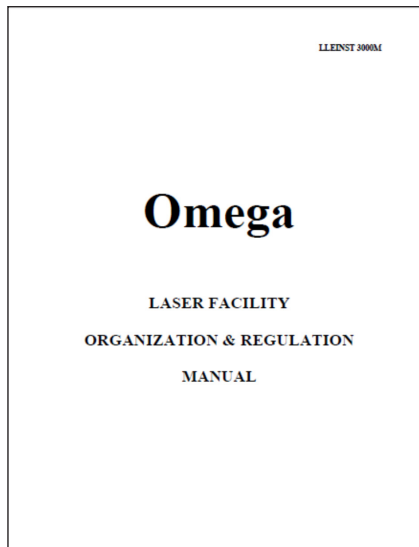 LLEINST 3000M
Omega
LASER FACILITY
ORGANIZATION & REGULATION
MANUAL